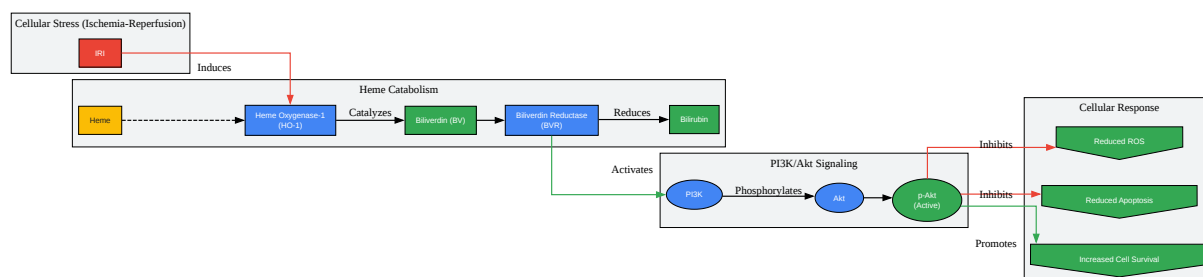 Cellular Stress (Ischemia-Reperfusion)
IRI
Induces
Heme Catabolism
Heme
Heme Oxygenase-1
(HO-1)
Catalyzes
Biliverdin (BV)
Biliverdin Reductase
(BVR)
Reduces
Bilirubin
Activates
PI3K/Akt Signaling
PI3K
Phosphorylates
Akt
p-Akt
(Active)
Inhibits
Inhibits
Promotes
Cellular Response
Reduced ROS
Reduced Apoptosis
Increased Cell Survival